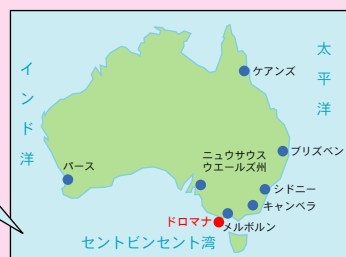 インド洋
太平洋
ケアンズ
ブリズベン
パース
ニュウサウス
ウエールズ州
シドニー
キャンベラ
ドロマナ
メルボルン
セントビンセント湾